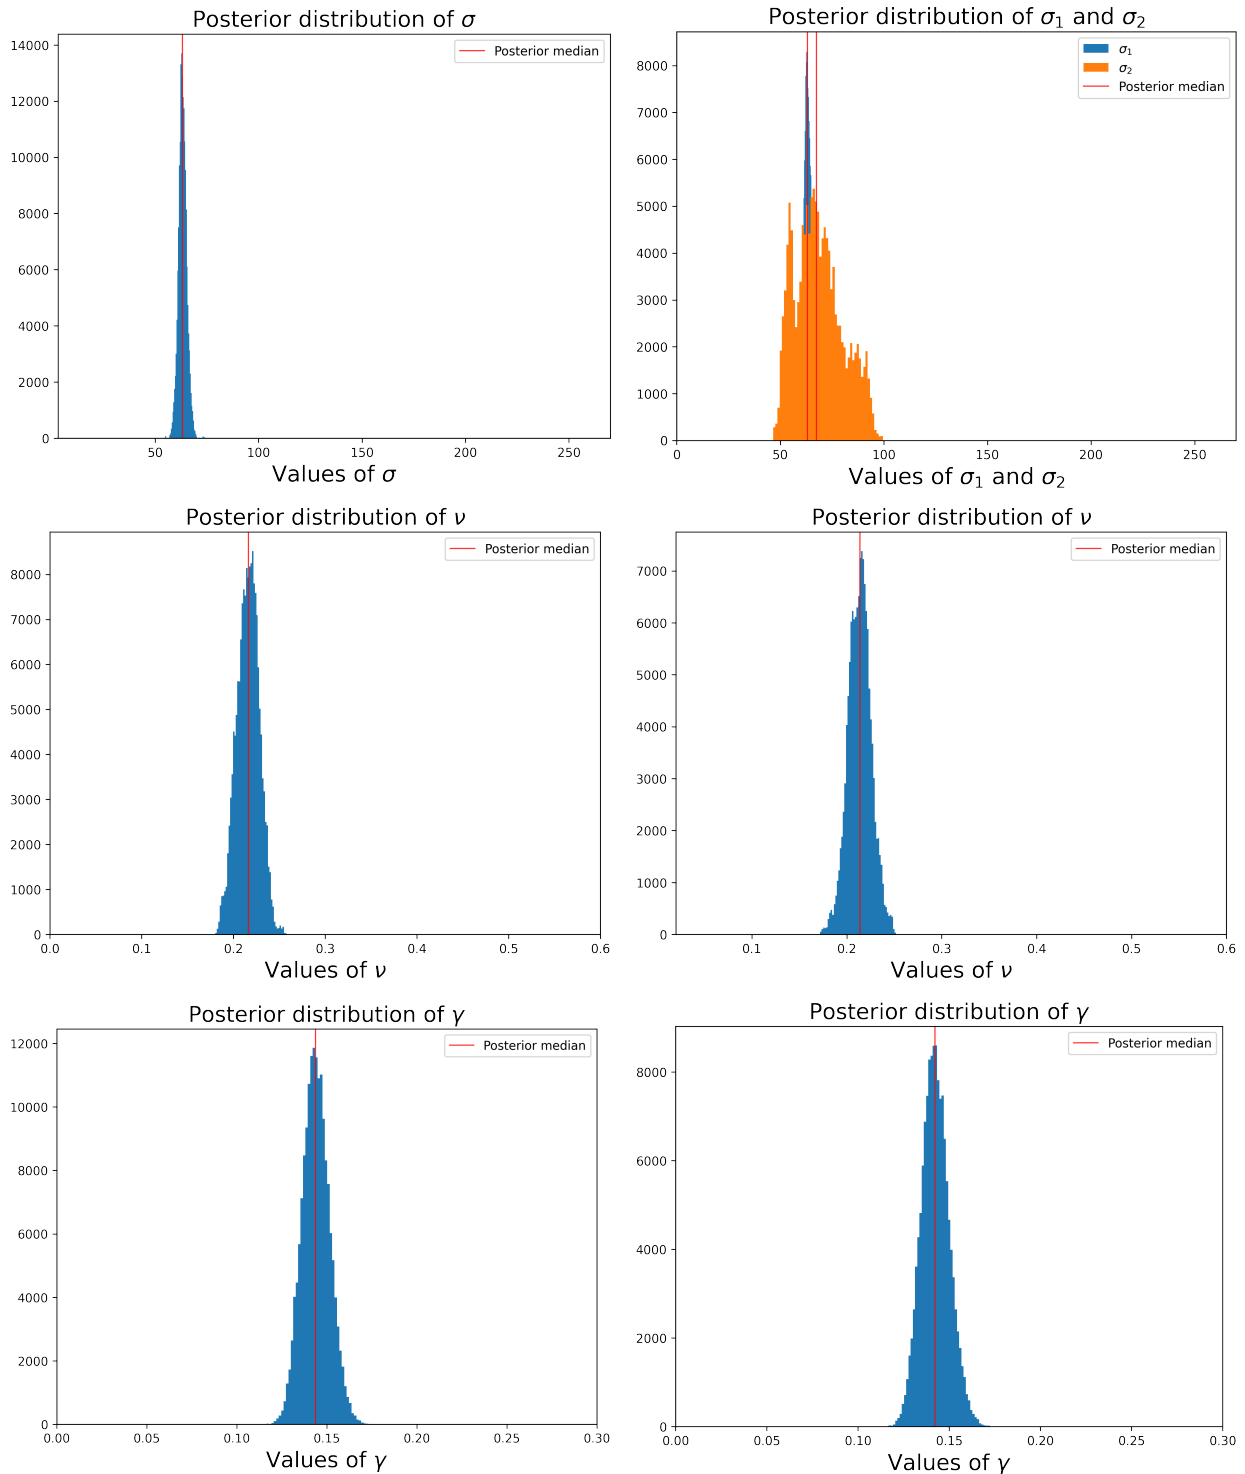 Posterior distribution of σ
14000
12000
10000
8000
6000
4000
2000
0
Posterior median
50 100 150 200 250
Values of σ
Posterior distribution of σ₁ and σ₂
8000
7000
6000
5000
4000
3000
2000
1000
0
σ₁
σ₂
Posterior median
0 50 100 150 200 250
Values of σ₁ and σ₂
Posterior distribution of ν
8000
7000
6000
5000
4000
3000
2000
1000
0
Posterior median
0.0 0.1 0.2 0.3 0.4 0.5 0.6
Values of ν
Posterior distribution of ν
7000
6000
5000
4000
3000
2000
1000
0
Posterior median
0.1 0.2 0.3 0.4 0.5 0.6
Values of ν
Posterior distribution of γ
12000
10000
8000
6000
4000
2000
0
Posterior median
0.00 0.05 0.10 0.15 0.20 0.25 0.30
Values of γ
Posterior distribution of γ
8000
6000
4000
2000
0
Posterior median
0.00 0.05 0.10 0.15 0.20 0.25 0.30
Values of γ